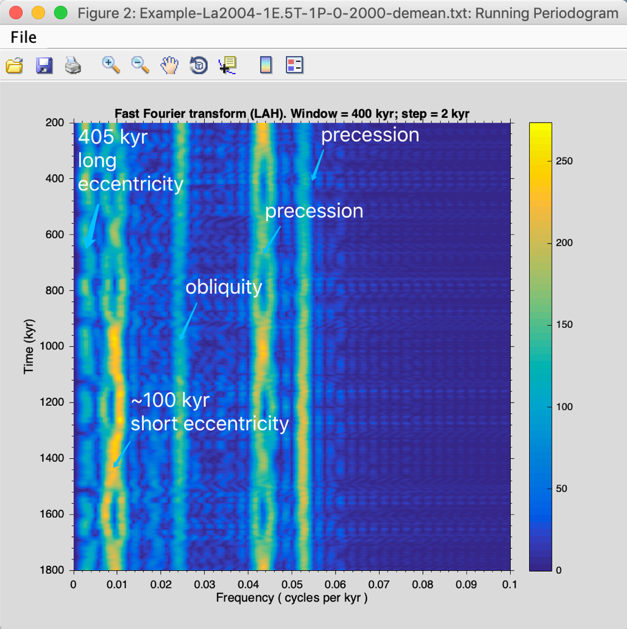 Figure 2: Example-La2004-1E.5T-1P-0-2000-demean.txt: Running Periodogram
File
Fast Fourier transform (LAH). Window = 400 kyr; step = 2 kyr
405 kyr
long
eccentricity
precession
precession
obliquity
~100 kyr
short eccentricity
Time (kyr)
200
400
600
800
1000
1200
1400
1600
1800
0
0.01
0.02
0.03
0.04
0.05
0.06
0.07
0.08
0.09
0.1
Frequency ( cycles per kyr )
250
200
150
100
50
0